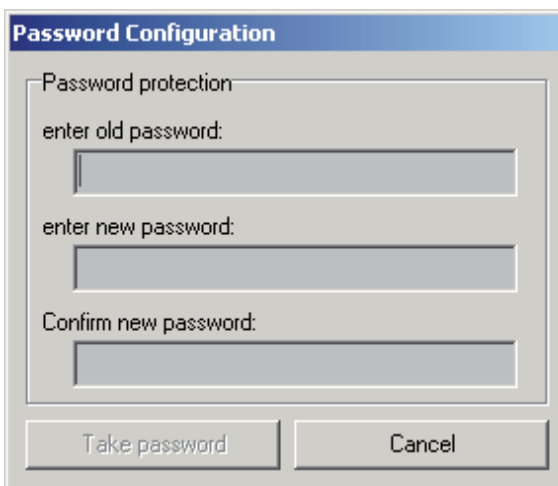 Password Configuration
Password protection
enter old password:
enter new password:
Confirm new password:
Take password
Cancel